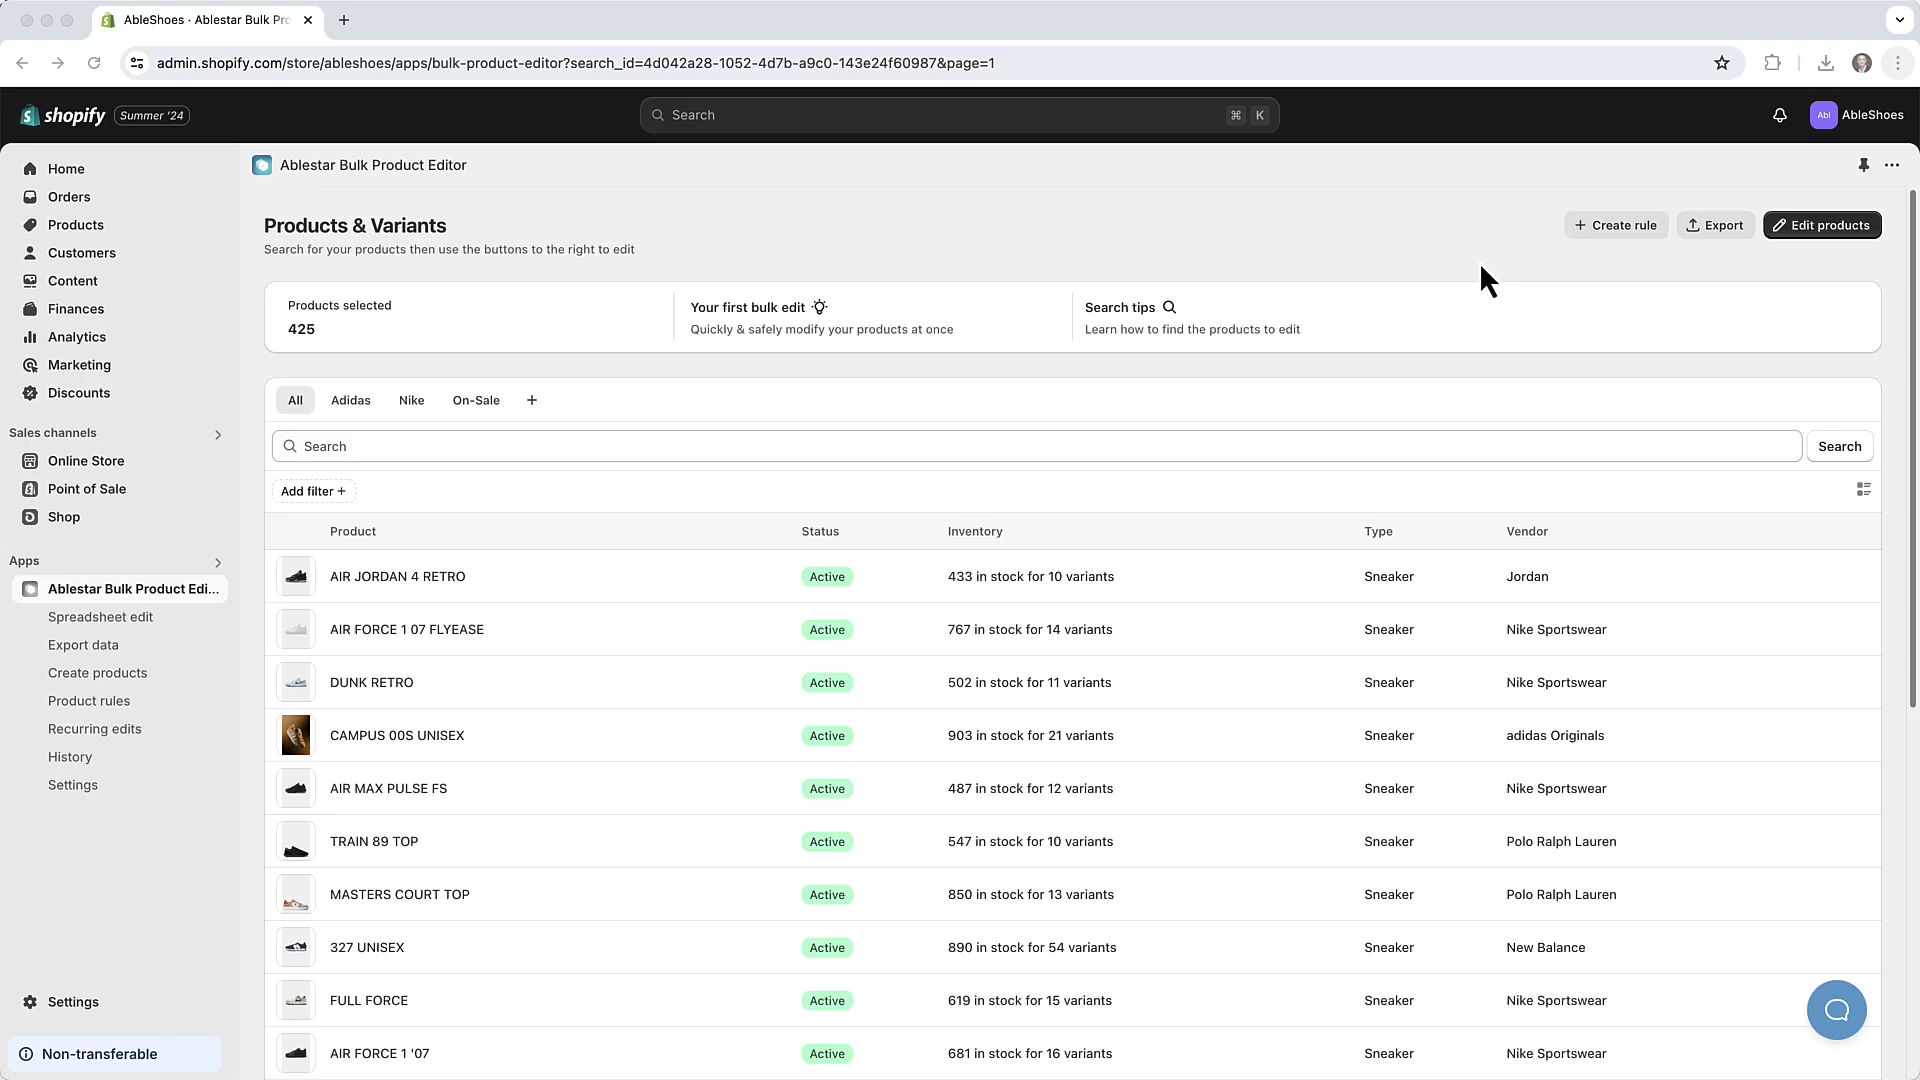 AbleShoes · Ablestar Bulk Pro
admin.shopify.com/store/ableshoes/apps/bulk-product-editor?search_id=4d042a28-1052-4d7b-a9c0-143e24f60987&page=1
shopify Summer '24
Search ⌘ K
Abl AbleShoes
Home
Orders
Products
Customers
Content
Finances
Analytics
Marketing
Discounts
Sales channels
Online Store
Point of Sale
Shop
Apps
Ablestar Bulk Product Edi...
Spreadsheet edit
Export data
Create products
Product rules
Recurring edits
History
Settings
Settings
Non-transferable
Ablestar Bulk Product Editor
Products & Variants
Search for your products then use the buttons to the right to edit
Create rule
Export
Edit products
Products selected
425
Your first bulk edit
Quickly & safely modify your products at once
Search tips
Learn how to find the products to edit
All Adidas Nike On-Sale +
Search Search
Add filter +
Product Status Inventory Type Vendor
AIR JORDAN 4 RETRO Active 433 in stock for 10 variants Sneaker Jordan
AIR FORCE 1 07 FLYEASE Active 767 in stock for 14 variants Sneaker Nike Sportswear
DUNK RETRO Active 502 in stock for 11 variants Sneaker Nike Sportswear
CAMPUS 00S UNISEX Active 903 in stock for 21 variants Sneaker adidas Originals
AIR MAX PULSE FS Active 487 in stock for 12 variants Sneaker Nike Sportswear
TRAIN 89 TOP Active 547 in stock for 10 variants Sneaker Polo Ralph Lauren
MASTERS COURT TOP Active 850 in stock for 13 variants Sneaker Polo Ralph Lauren
327 UNISEX Active 890 in stock for 54 variants Sneaker New Balance
FULL FORCE Active 619 in stock for 15 variants Sneaker Nike Sportswear
AIR FORCE 1 '07 Active 681 in stock for 16 variants Sneaker Nike Sportswear